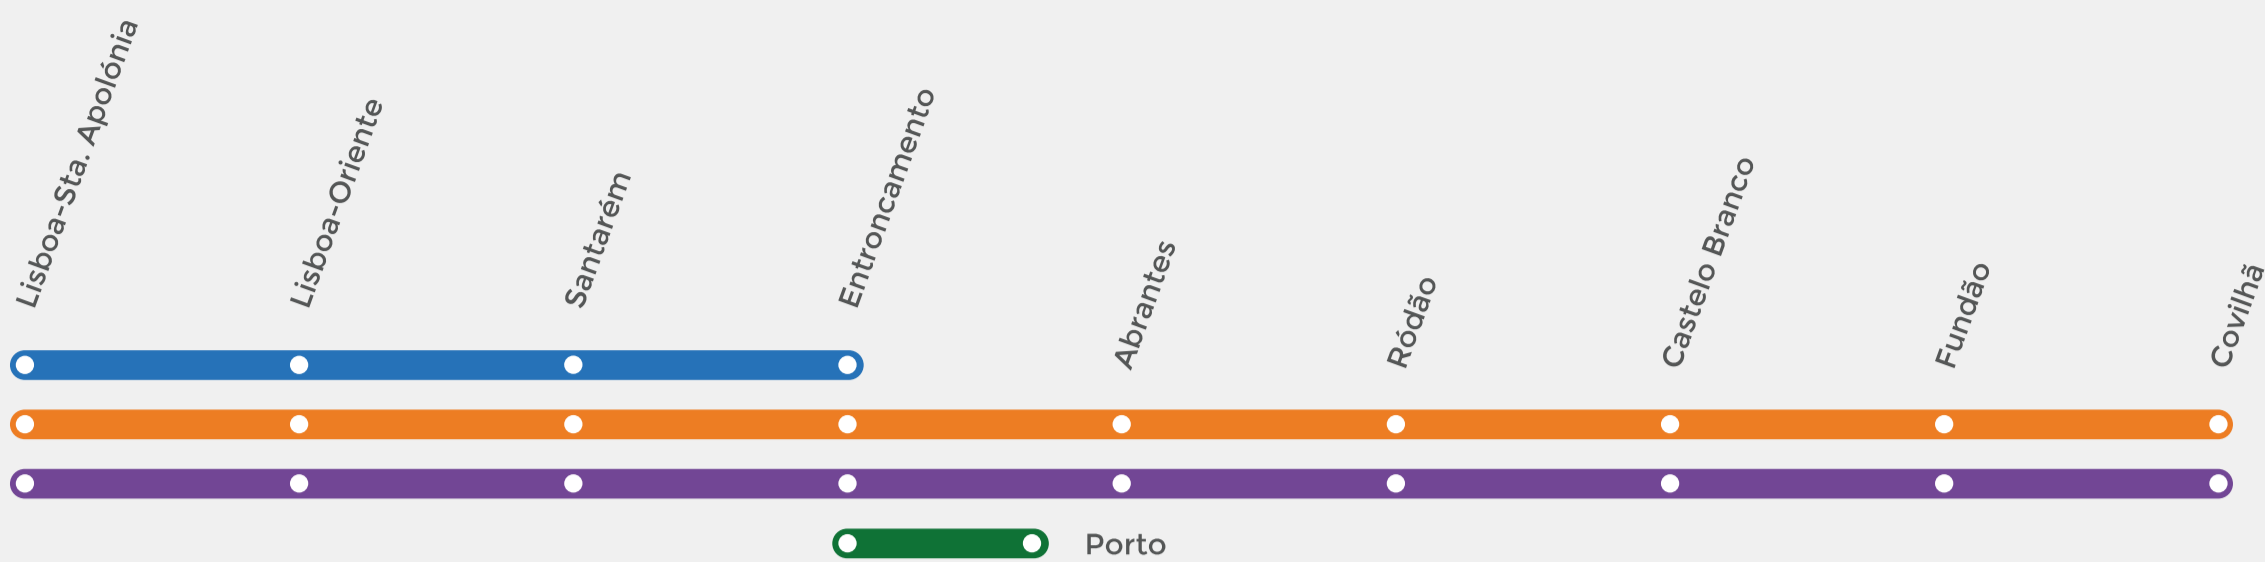 Lisboa-Sta. Apolónia
Lisboa-Oriente
Santarém
Entroncamento
Abrantes
Ródão
Castelo Branco
Fundão
Covilhã
Porto